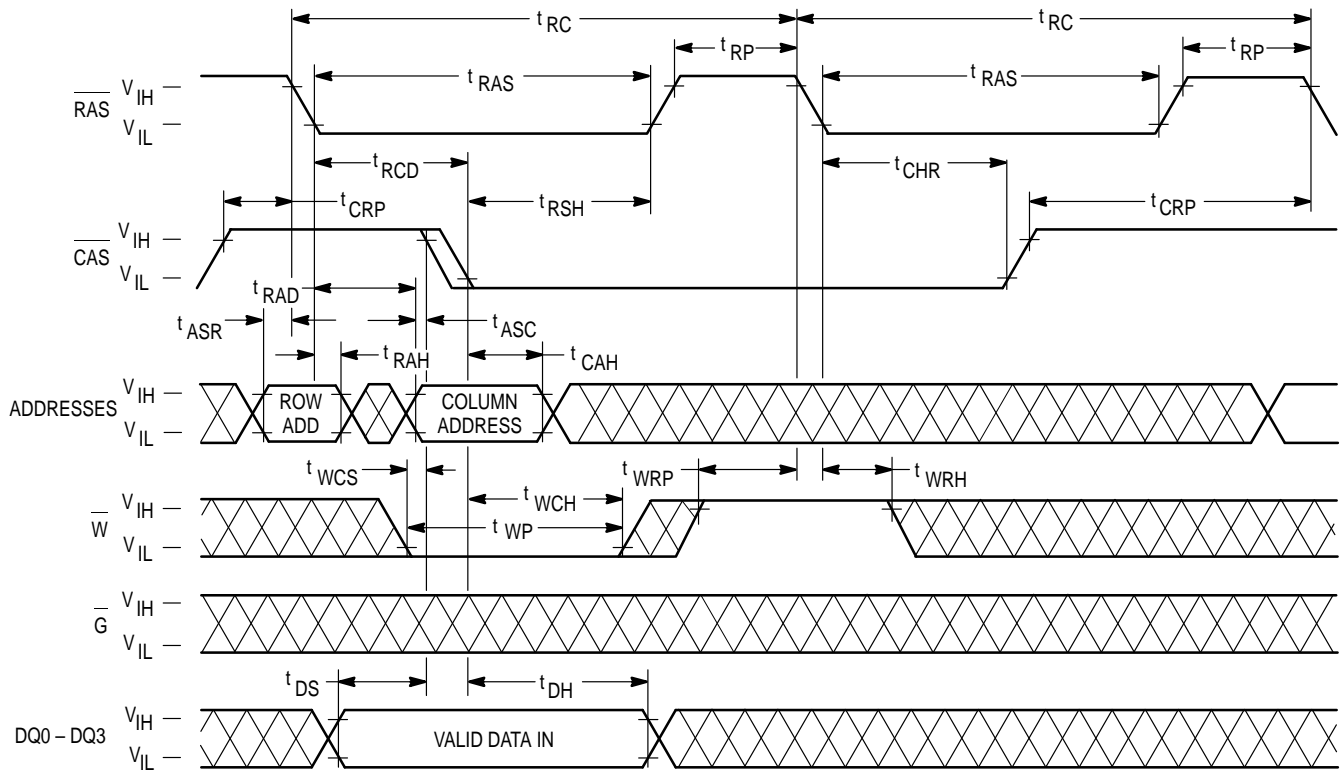 t RC t RC
t RP t RP
t RAS t RAS
RAS V IH
V IL
t RCD t CHR
t CRP t RSH t CRP
CAS V IH
V IL
t RAD
t ASR t ASC
t RAH t CAH
ADDRESSES V IH
V IL
ROW ADD
COLUMN ADDRESS
t WCS t WRP t WRH
t WCH
t WP
W V IH
V IL
G V IH
V IL
t DS t DH
DQ0 – DQ3 V IH
V IL
VALID DATA IN